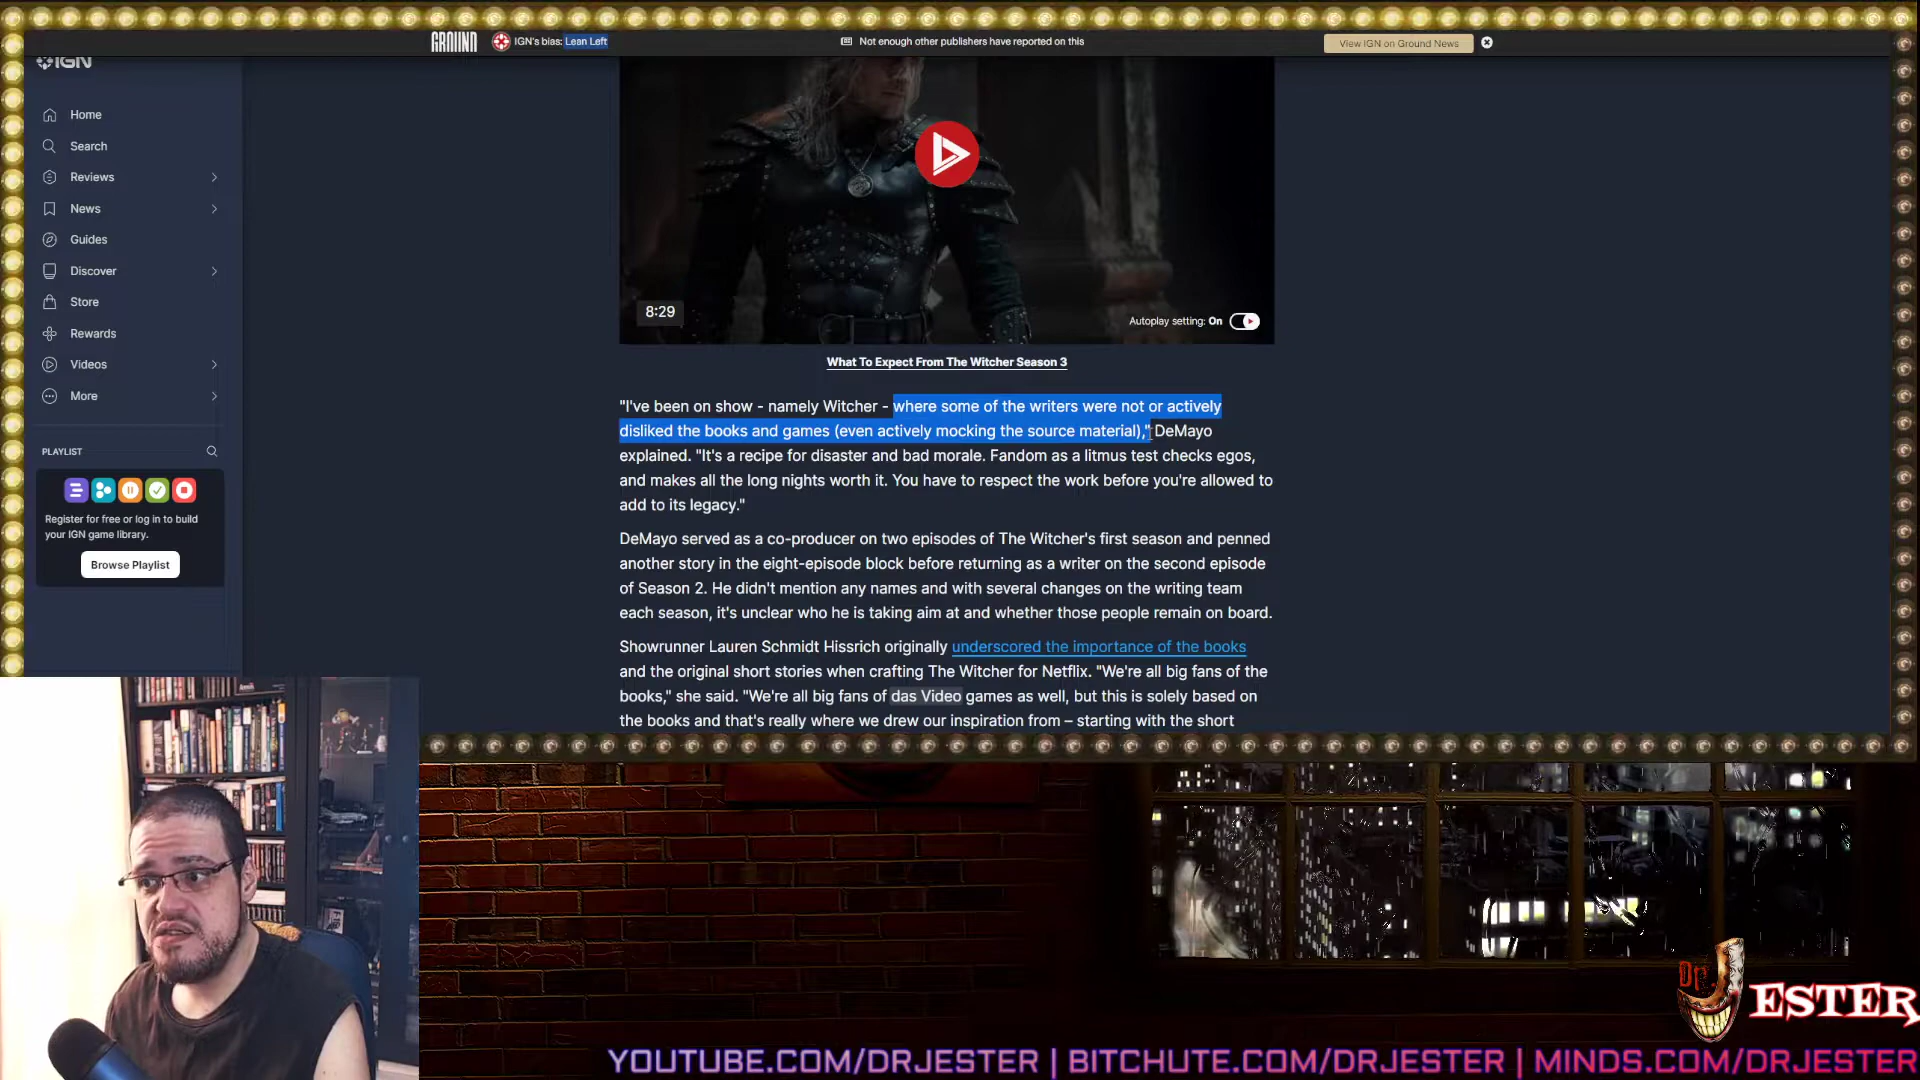 GROUND
IGN's bias: Lean Left
Not enough other publishers have reported on this
View IGN on Ground News
IGN
Home
Search
Reviews
News
Guides
Discover
Store
Rewards
Videos
More
PLAYLIST
Register for free or log in to build
your IGN game library.
Browse Playlist
8:29
Autoplay setting: On
What To Expect From The Witcher Season 3
"I've been on show - namely Witcher - where some of the writers were not or actively
disliked the books and games (even actively mocking the source material)," DeMayo
explained. "It's a recipe for disaster and bad morale. Fandom as a litmus test checks egos,
and makes all the long nights worth it. You have to respect the work before you're allowed to
add to its legacy."
DeMayo served as a co-producer on two episodes of The Witcher's first season and penned
another story in the eight-episode block before returning as a writer on the second episode
of Season 2. He didn't mention any names and with several changes on the writing team
each season, it's unclear who he is taking aim at and whether those people remain on board.
Showrunner Lauren Schmidt Hissrich originally underscored the importance of the books
and the original short stories when crafting The Witcher for Netflix. "We're all big fans of the
books," she said. "We're all big fans of das Video games as well, but this is solely based on
the books and that's really where we drew our inspiration from – starting with the short
Dr. JESTER
YOUTUBE.COM/DRJESTER | BITCHUTE.COM/DRJESTER | MINDS.COM/DRJESTER